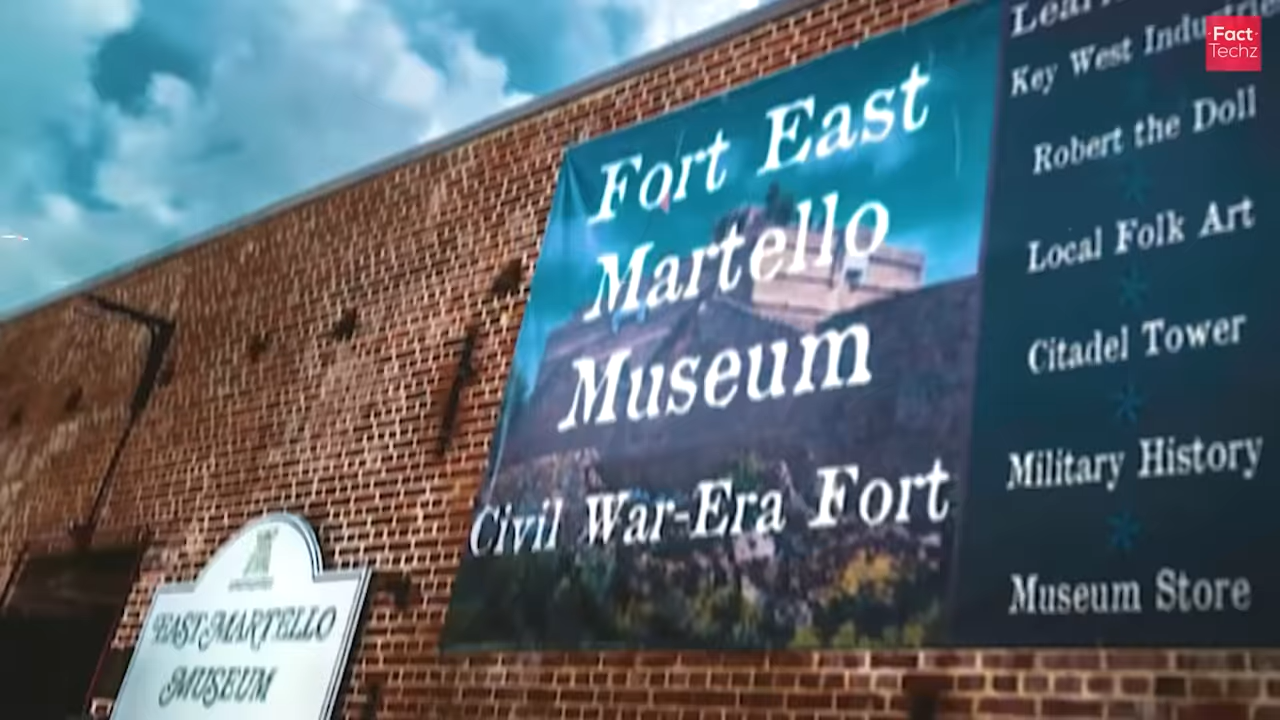 Fact
Techz
Fort East
Martello
Museum
Civil War-Era Fort
Key West
Robert the Doll
Local Folk Art
Citadel Tower
Military History
Museum Store
EAST MARTELLO
MUSEUM